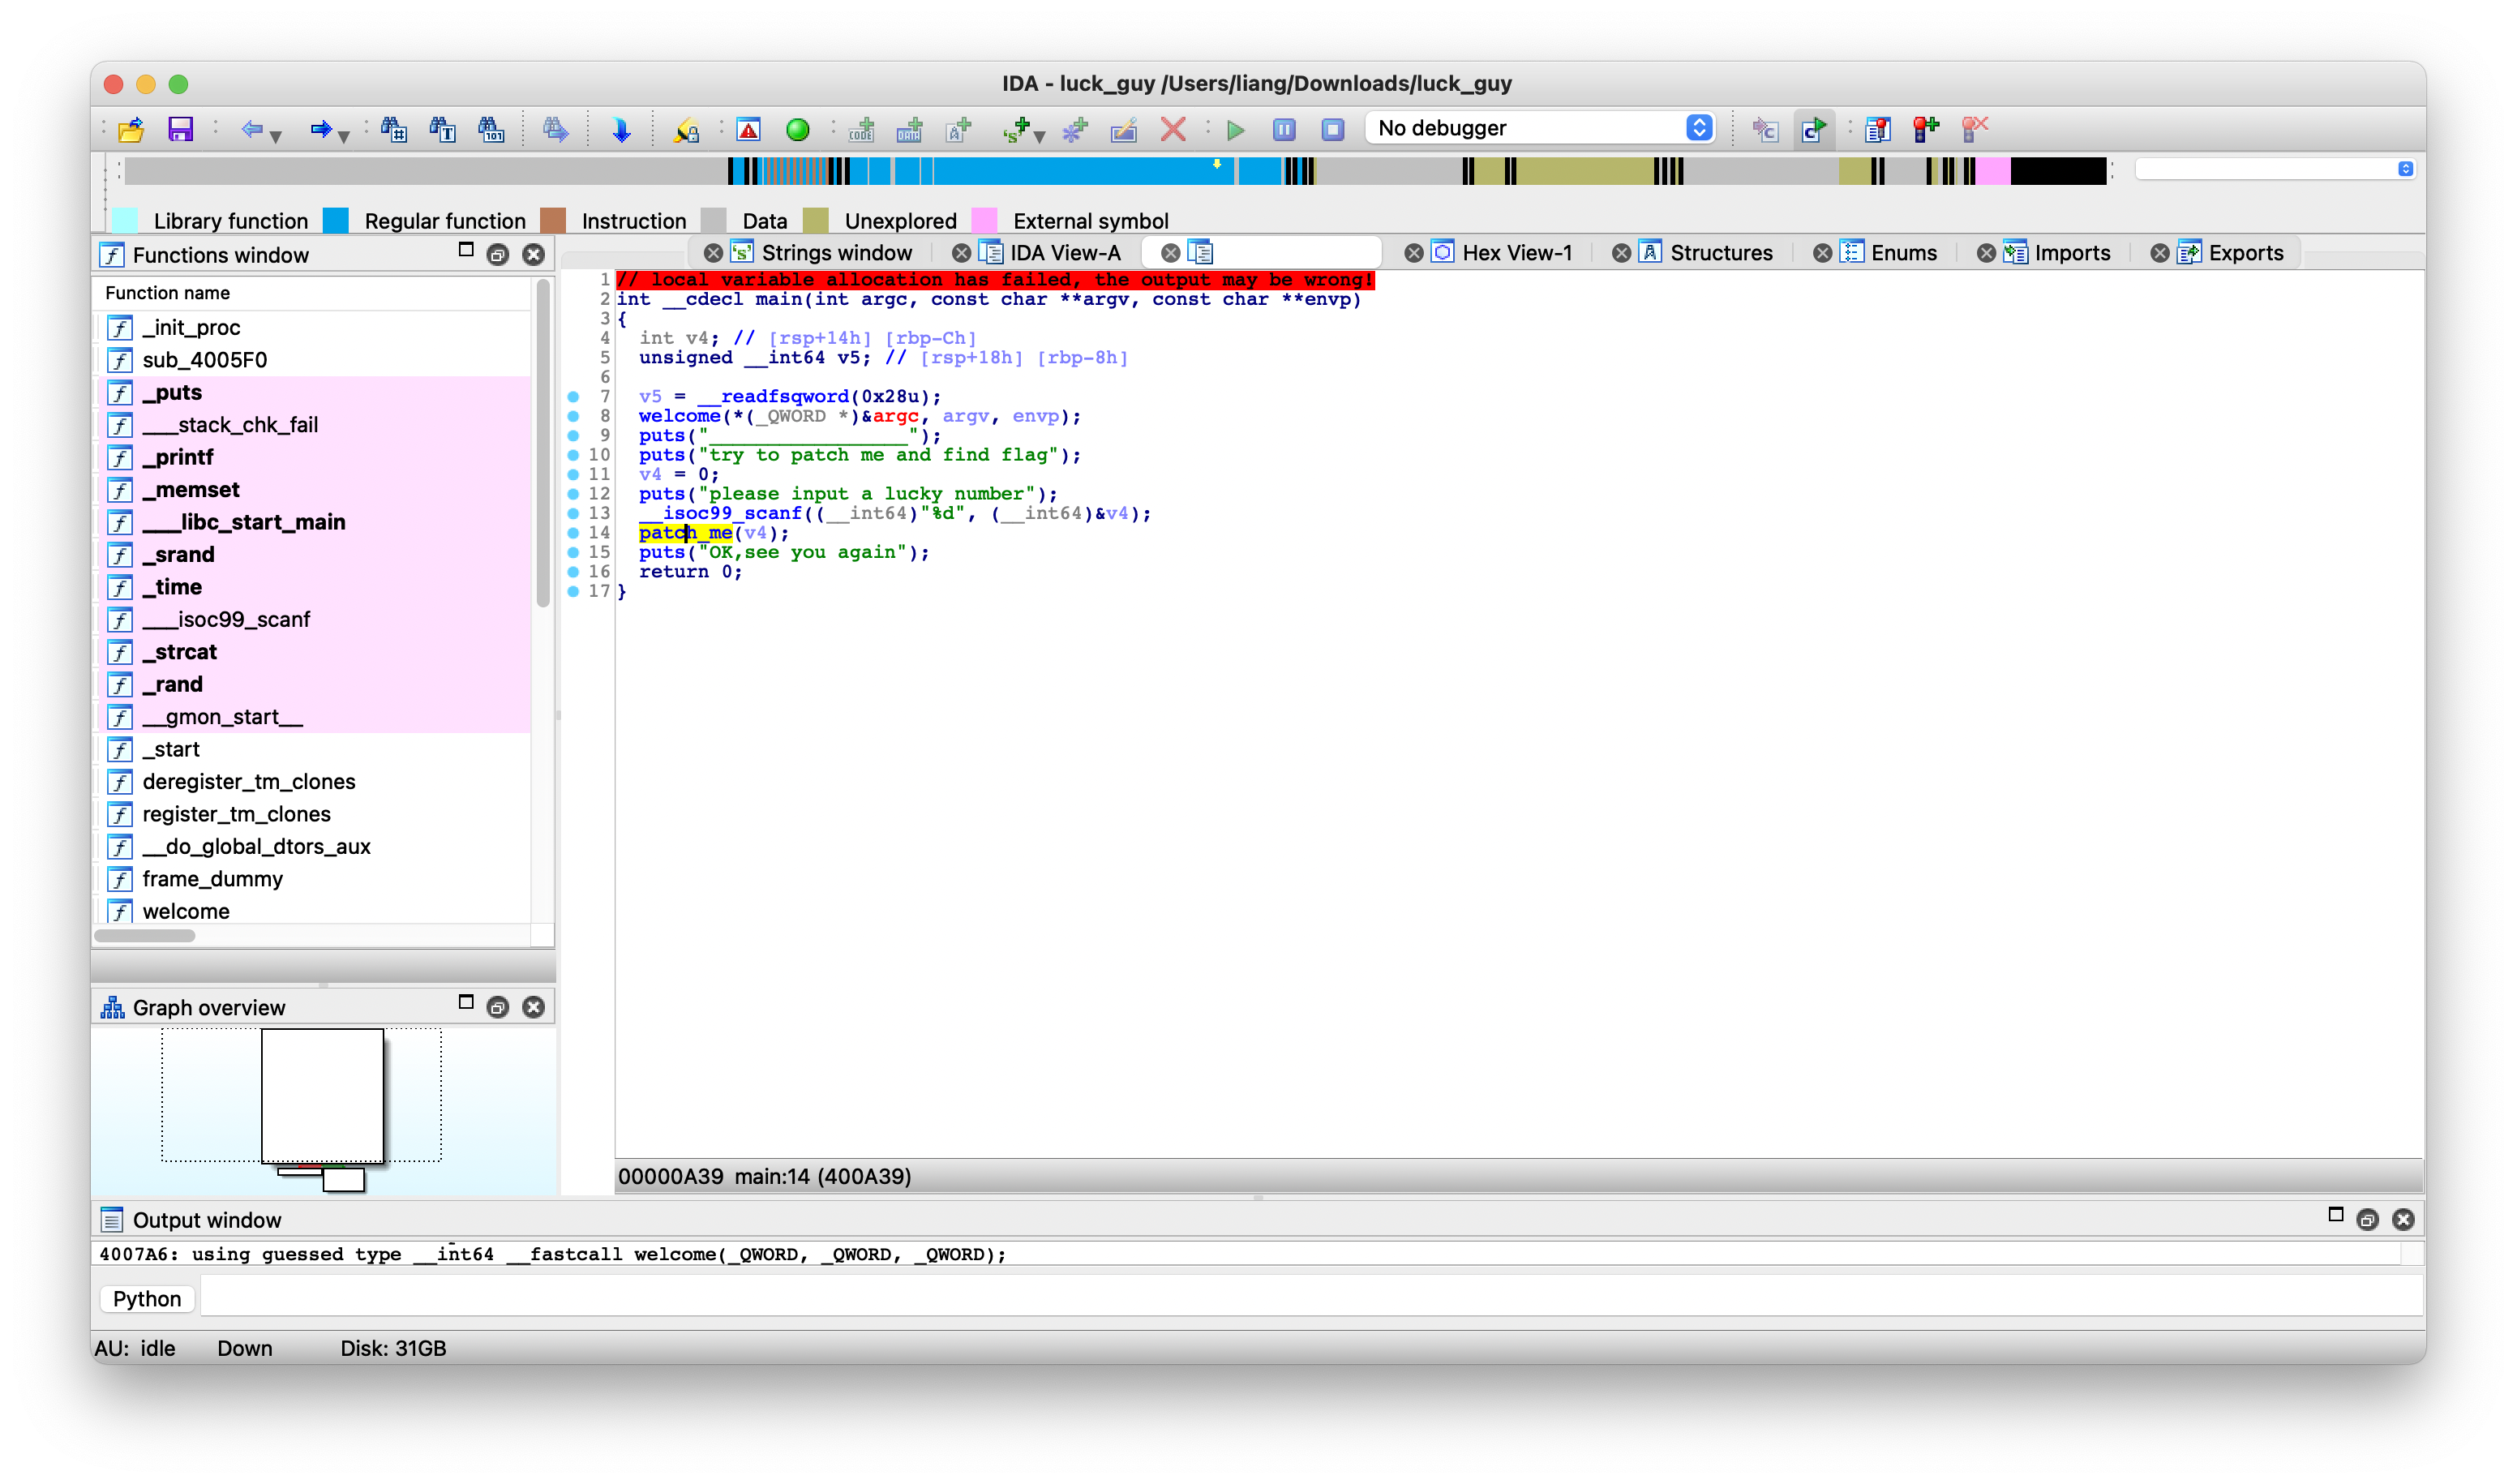 IDA - luck_guy /Users/liang/Downloads/luck_guy
No debugger
Library function Regular function Instruction Data Unexplored External symbol
Functions window
Strings window IDA View-A Hex View-1 Structures Enums Imports Exports
Function name
_init_proc
sub_4005F0
_puts
___stack_chk_fail
_printf
_memset
___libc_start_main
_srand
_time
___isoc99_scanf
_strcat
_rand
__gmon_start__
_start
deregister_tm_clones
register_tm_clones
__do_global_dtors_aux
frame_dummy
welcome
1 // local variable allocation has failed, the output may be wrong!
2 int __cdecl main(int argc, const char **argv, const char **envp)
3 {
4 int v4; // [rsp+14h] [rbp-Ch]
5 unsigned __int64 v5; // [rsp+18h] [rbp-8h]
6
7 v5 = __readfsqword(0x28u);
8 welcome(*(_QWORD *)&argc, argv, envp);
9 puts("_________________");
10 puts("try to patch me and find flag");
11 v4 = 0;
12 puts("please input a lucky number");
13 __isoc99_scanf((__int64)"%d", (__int64)&v4);
14 patch_me(v4);
15 puts("OK,see you again");
16 return 0;
17 }
00000A39 main:14 (400A39)
Graph overview
Output window
4007A6: using guessed type __int64 __fastcall welcome(_QWORD, _QWORD, _QWORD);
Python
AU: idle Down Disk: 31GB